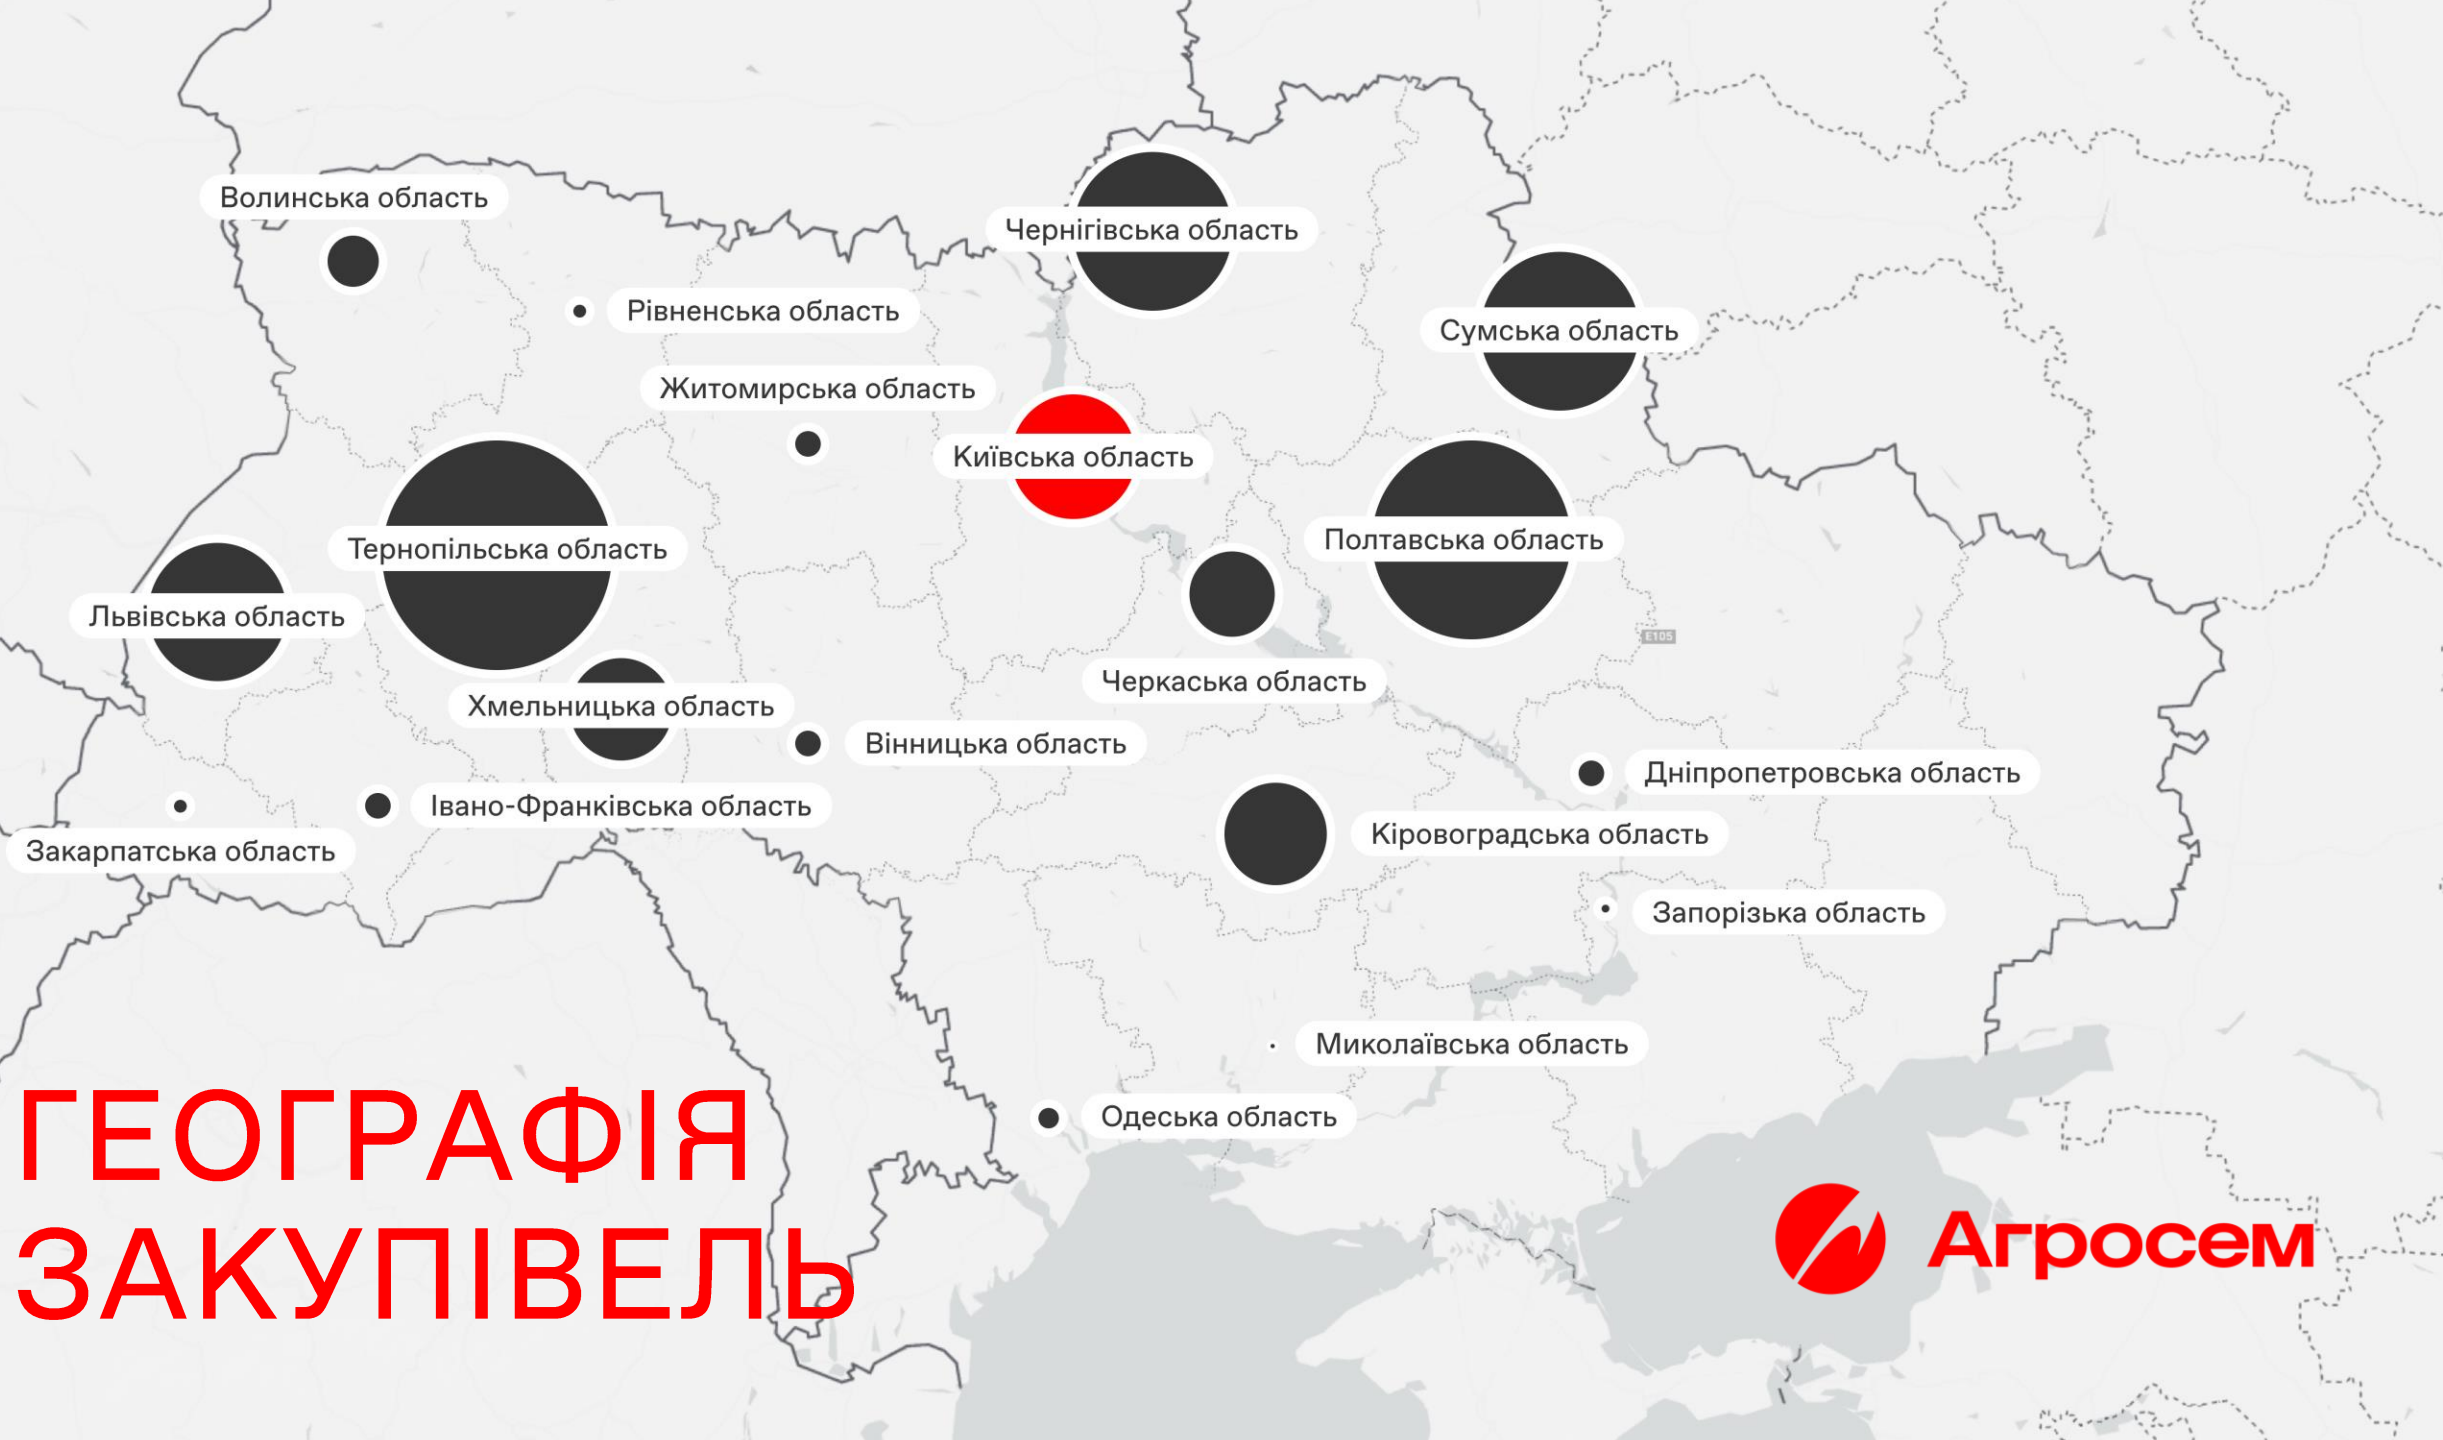 Волинська область
Чернігівська область
Рівненська область
Сумська область
Житомирська область
Київська область
Тернопільська область
Полтавська область
Львівська область
E105
Черкаська область
Хмельницька область
Вінницька область
Дніпропетровська область
Івано-Франківська область
Кіровоградська область
Закарпатська область
Запорізька область
Миколаївська область
Одеська область
ГЕОГРАФІЯ
ЗАКУПІВЕЛЬ
Агросем